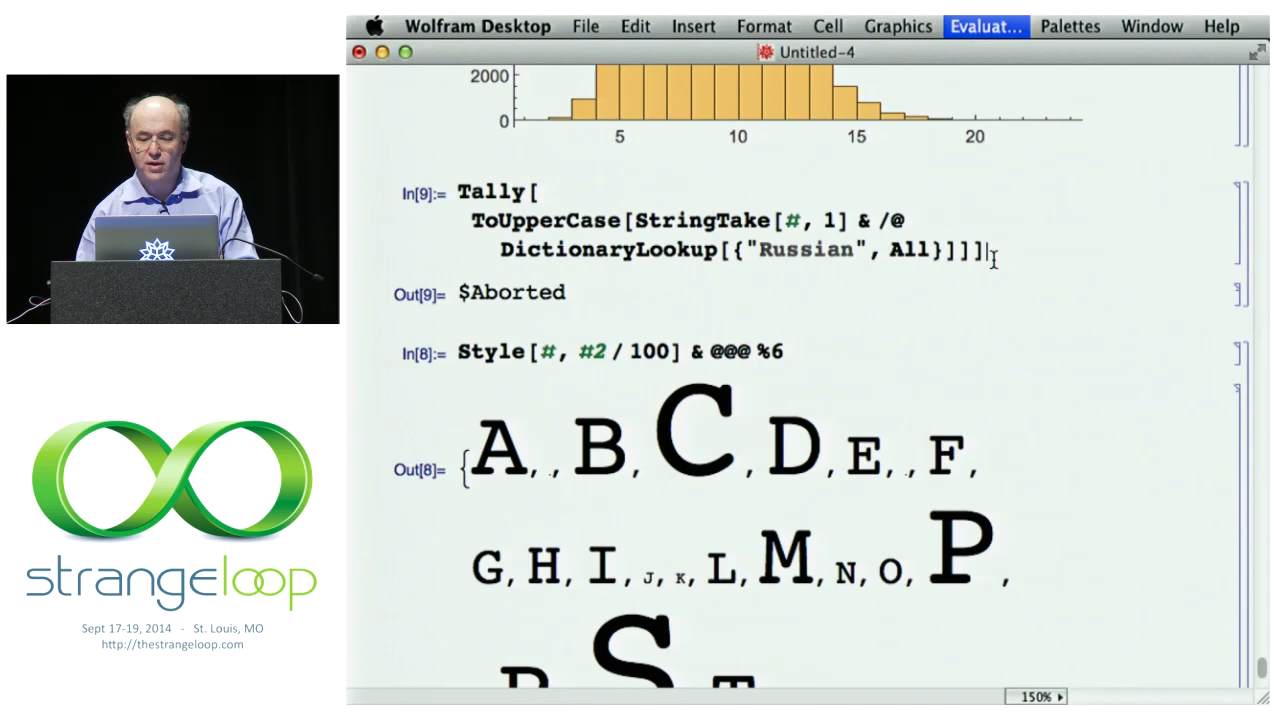 Wolfram Desktop File Edit Insert Format Cell Graphics Evaluat... Palettes Window Help
Untitled-4
2000
0
5 10 15 20
In[9]:= Tally[
ToUpperCase[StringTake[#, 1] & /@
DictionaryLookup[{"Russian", All}]]]
Out[9]= $Aborted
In[8]:= Style[#, #2 / 100] & @@@ %6
Out[8]= {A, ., B, C, D, E, ., F,
G, H, I, J, K, L, M, N, O, P,
R S T
150%
strangeloop
Sept 17-19, 2014 - St. Louis, MO
http://thestrangeloop.com